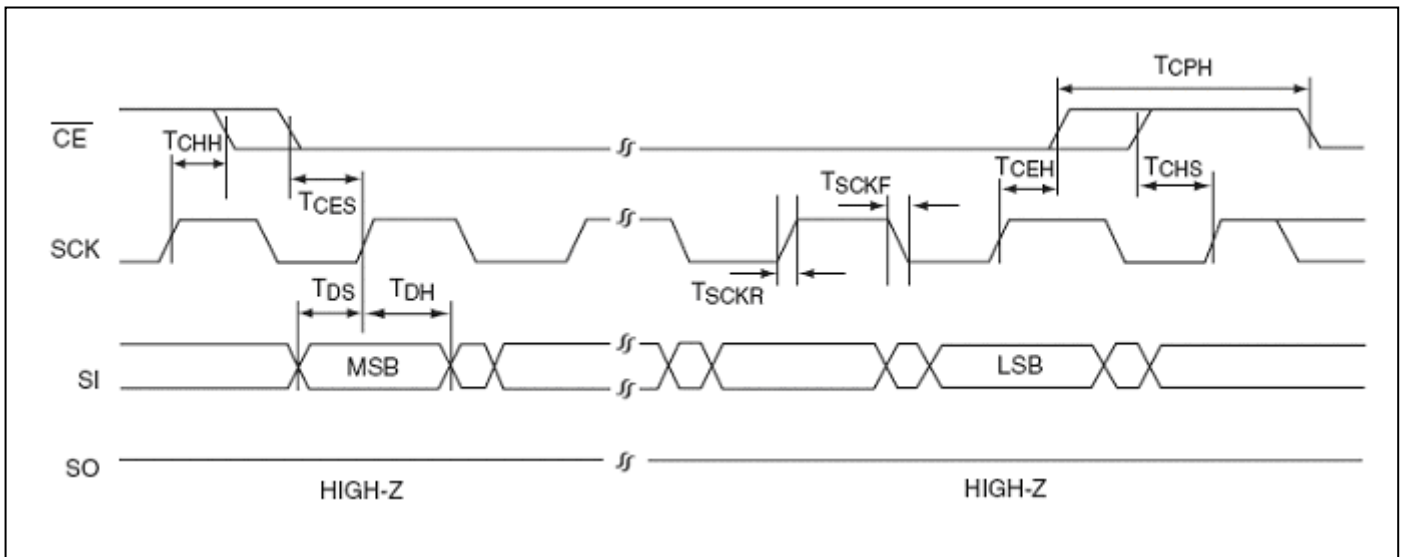 TCPH
CE
TCHH
TCES
TCEH
TCHS
TSCKF
SCK
TSCKR
TDS
TDH
SI
MSB
LSB
SO
HIGH-Z
HIGH-Z